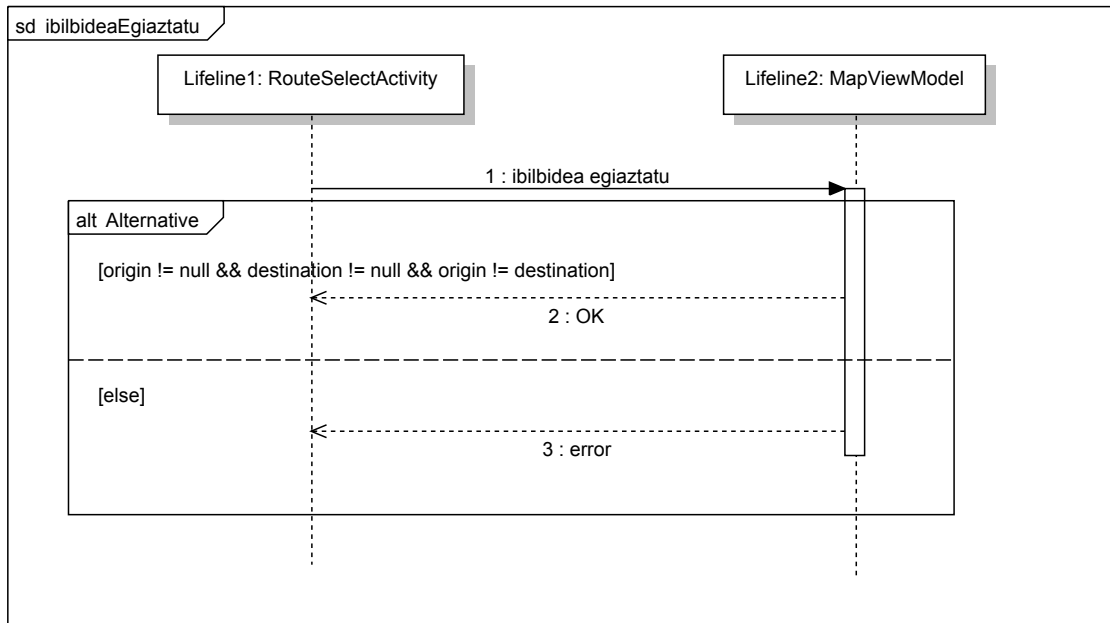 sd ibilbideaEgiaztatu
Lifeline1: RouteSelectActivity
Lifeline2: MapViewModel
1 : ibilbidea egiaztatu
alt Alternative
[origin != null && destination != null && origin != destination]
2 : OK
[else]
3 : error